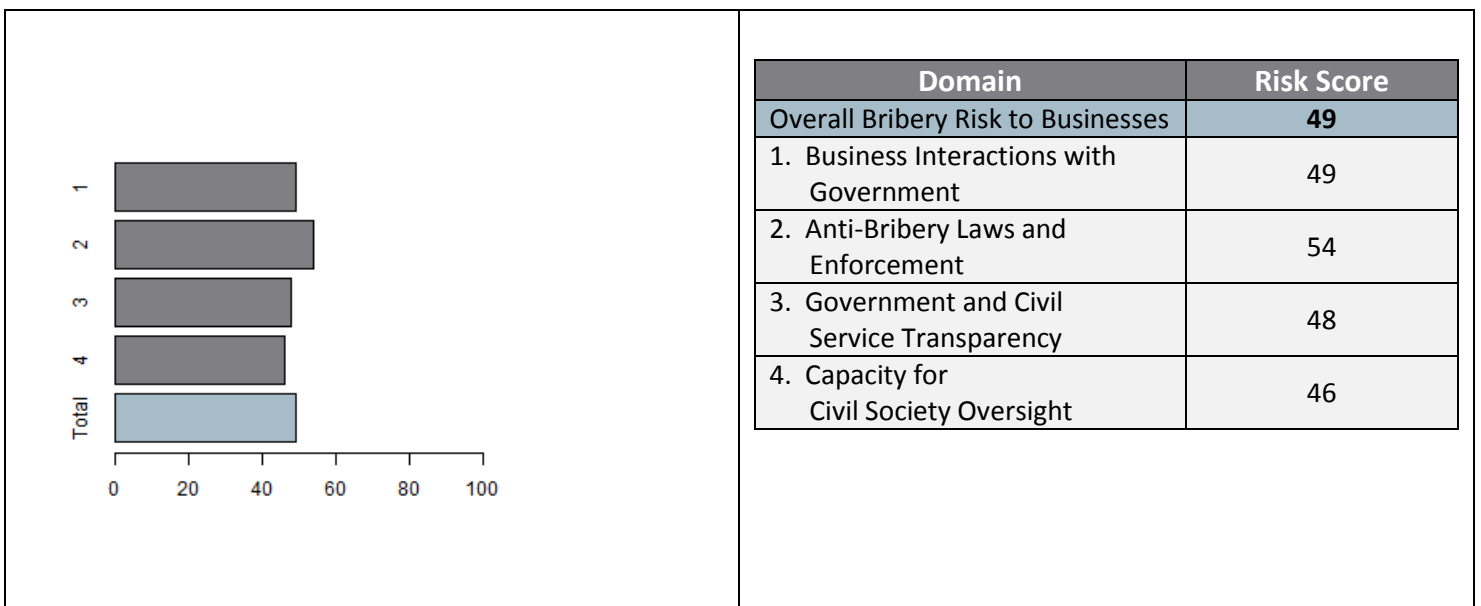 1
2
3
4
Total
0 20 40 60 80 100
Domain Risk Score
Overall Bribery Risk to Businesses 49
1. Business Interactions with
Government
49
2. Anti-Bribery Laws and
Enforcement
54
3. Government and Civil
Service Transparency
48
4. Capacity for
Civil Society Oversight
46